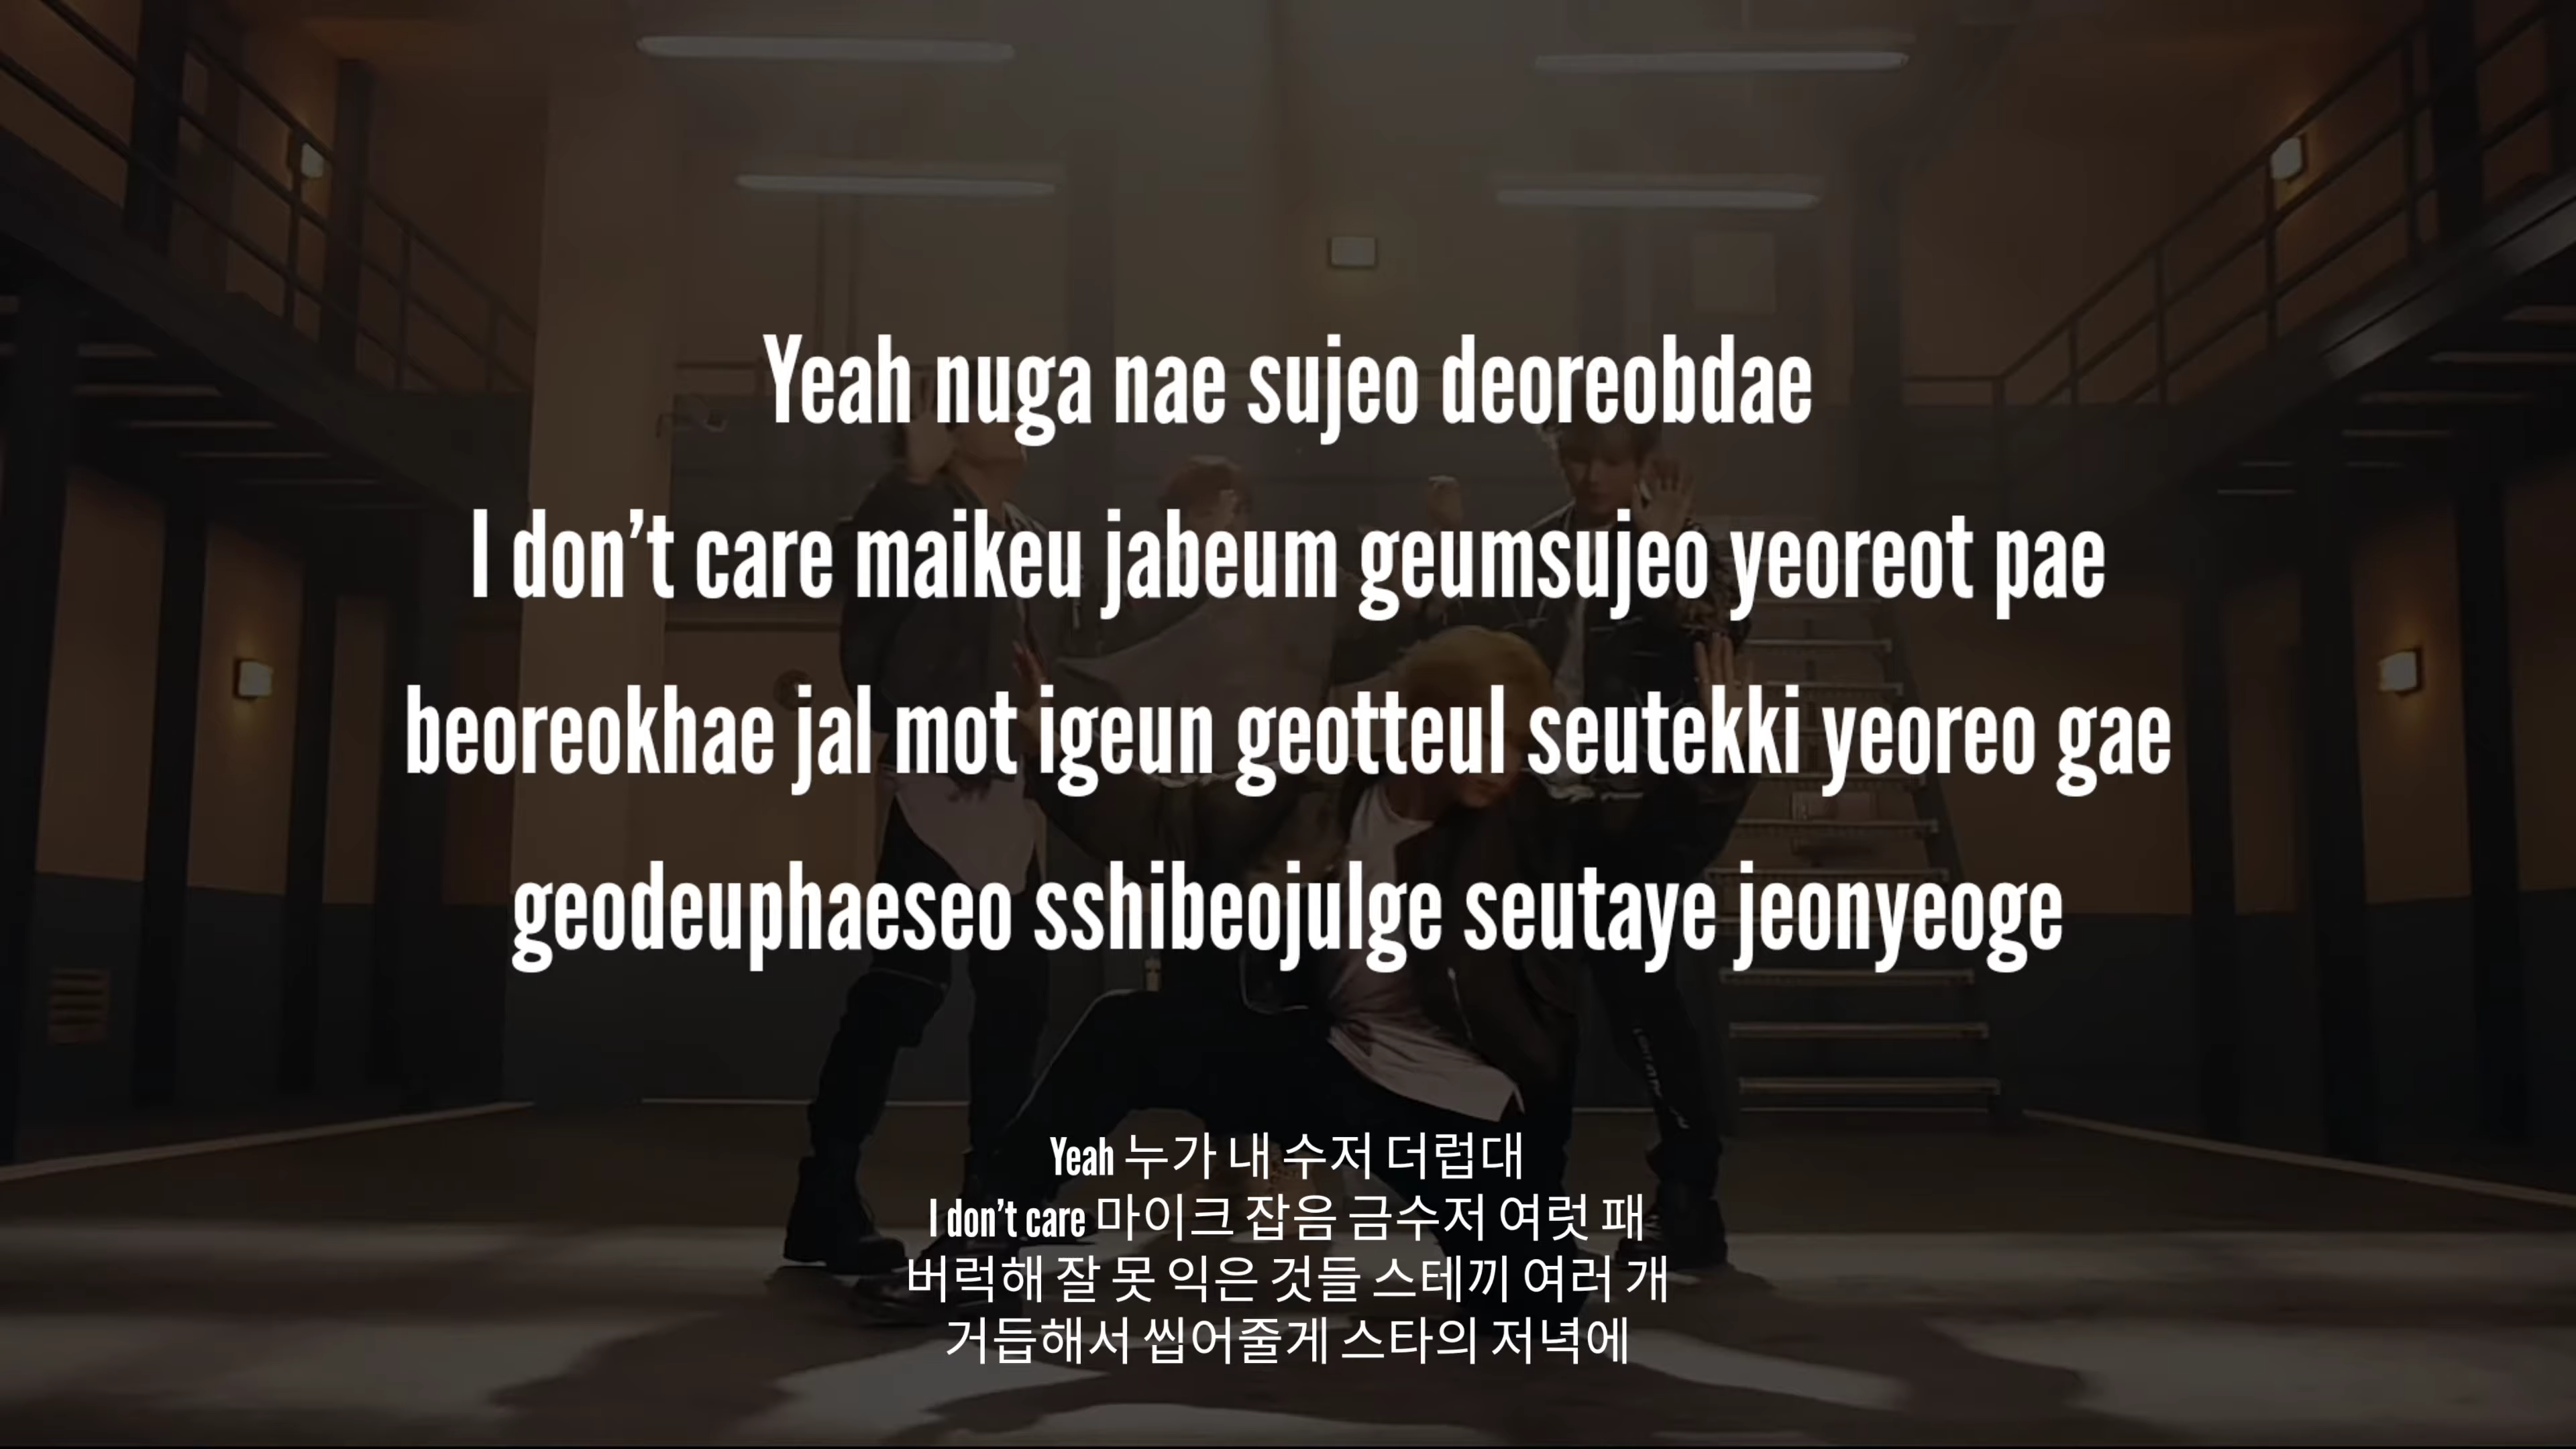 Yeah nuga nae sujeo deoreobdae
I don’t care maikeu jabeum geumsujeo yeoreot pae
beoreokhae jal mot igeun geotteul seutekki yeoreo gae
geodeuphaeseo sshibeojulge seutaye jeonyeoge
Yeah 누가 내 수저 더럽대
I don’t care 마이크 잡음 금수저 여럿 패
버럭해 잘 못 익은 것들 스테끼 여러 개
거듭해서 씹어줄게 스타의 저녁에